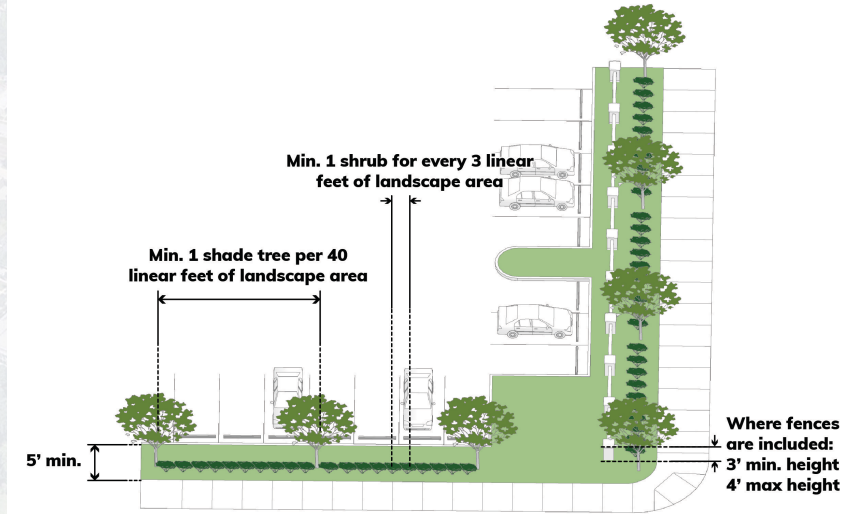 Min. 1 shrub for every 3 linear
feet of landscape area
Min. 1 shade tree per 40
linear feet of landscape area
5’ min.
Where fences
are included:
3’ min. height
4’ max height